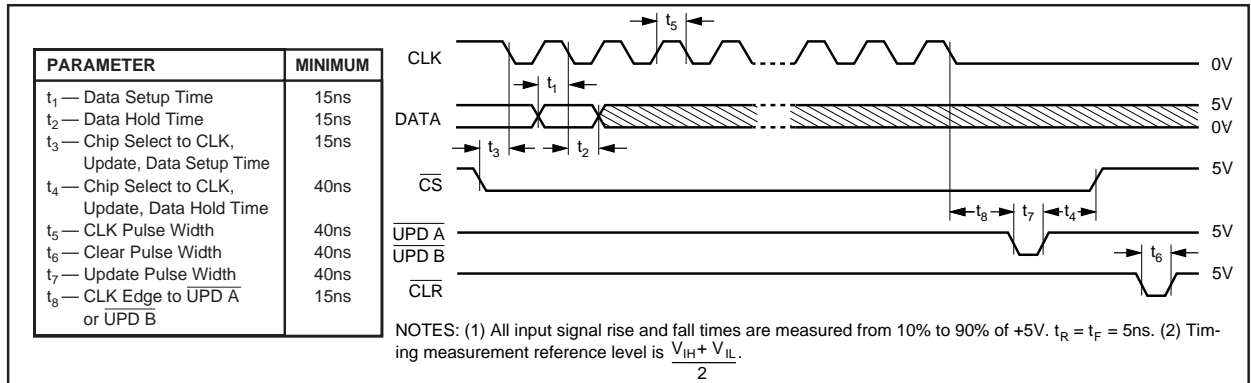 PARAMETER MINIMUM
t1 — Data Setup Time 15ns
t2 — Data Hold Time 15ns
t3 — Chip Select to CLK, 15ns
Update, Data Setup Time
t4 — Chip Select to CLK, 40ns
Update, Data Hold Time
t5 — CLK Pulse Width 40ns
t6 — Clear Pulse Width 40ns
t7 — Update Pulse Width 40ns
t8 — CLK Edge to UPD A 15ns
or UPD B
t5
CLK
0V
t1
DATA
5V
0V
t3
t2
CS
5V
t8
t7
t4
UPD A
UPD B
5V
t6
CLR
5V
NOTES: (1) All input signal rise and fall times are measured from 10% to 90% of +5V. tR = tF = 5ns. (2) Tim-
ing measurement reference level is VIH + VIL.
2